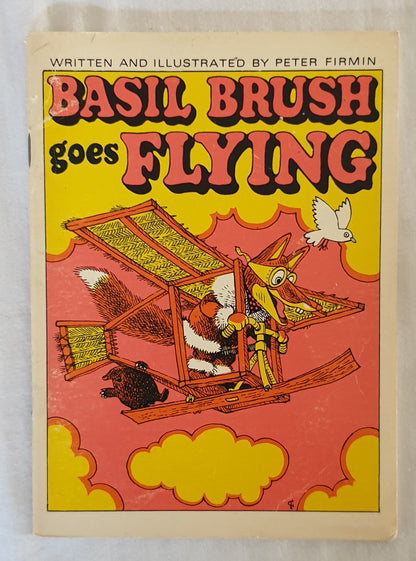 WRITTEN AND ILLUSTRATED BY PETER FIRMIN
BASIL BRUSH
goes FLYING